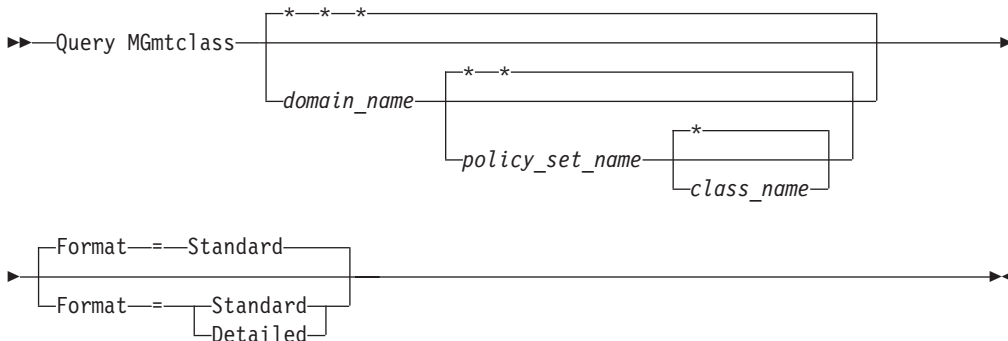 * * *
Query MGmtclass
* *
domain_name
*
policy_set_name
class_name
Format = Standard
Format = Standard
Detailed